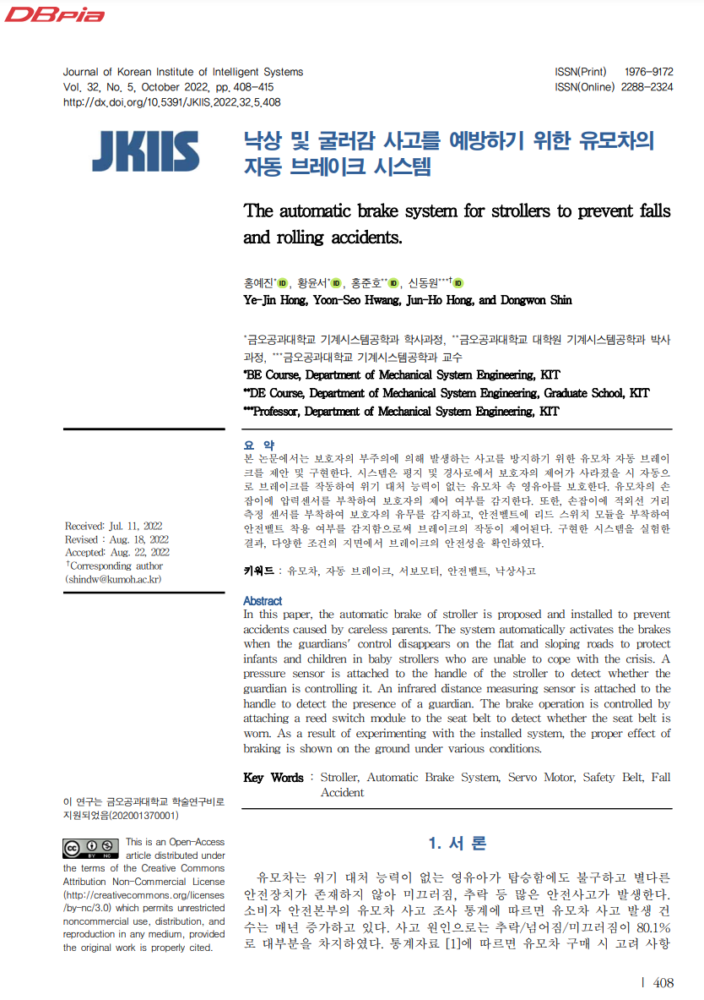 DBpia
Journal of Korean Institute of Intelligent Systems
Vol. 32, No. 5, October 2022, pp. 408-415
http://dx.doi.org/10.5391/JKIIS.2022.32.5.408
ISSN(Print) 1976-9172
ISSN(Online) 2288-2324
JKIIS
낙상 및 굴러감 사고를 예방하기 위한 유모차의
자동 브레이크 시스템
The automatic brake system for strollers to prevent falls
and rolling accidents.
홍예진*iD, 황윤서*iD, 홍준호**iD, 신동원***†iD
Ye-Jin Hong, Yoon-Seo Hwang, Jun-Ho Hong, and Dongwon Shin
*금오공과대학교 기계시스템공학과 학사과정, **금오공과대학교 대학원 기계시스템공학과 박사
과정, ***금오공과대학교 기계시스템공학과 교수
*BE Course, Department of Mechanical System Engineering, KIT
**DE Course, Department of Mechanical System Engineering, Graduate School, KIT
***Professor, Department of Mechanical System Engineering, KIT
Received: Jul. 11, 2022
Revised : Aug. 18, 2022
Accepted: Aug. 22, 2022
†Corresponding author
(shindw@kumoh.ac.kr)
요 약
본 논문에서는 보호자의 부주의에 의해 발생하는 사고를 방지하기 위한 유모차 자동 브레이
크를 제안 및 구현한다. 시스템은 평지 및 경사로에서 보호자의 제어가 사라졌을 시 자동으
로 브레이크를 작동하여 위기 대처 능력이 없는 유모차 속 영유아를 보호한다. 유모차의 손
잡이에 압력센서를 부착하여 보호자의 제어 여부를 감지한다. 또한, 손잡이에 적외선 거리
측정 센서를 부착하여 보호자의 유무를 감지하고, 안전벨트에 리드 스위치 모듈을 부착하여
안전벨트 착용 여부를 감지함으로써 브레이크의 작동이 제어된다. 구현한 시스템을 실험한
결과, 다양한 조건의 지면에서 브레이크의 안전성을 확인하였다.
키워드 : 유모차, 자동 브레이크, 서보모터, 안전벨트, 낙상사고
Abstract
In this paper, the automatic brake of stroller is proposed and installed to prevent
accidents caused by careless parents. The system automatically activates the brakes
when the guardians' control disappears on the flat and sloping roads to protect
infants and children in baby strollers who are unable to cope with the crisis. A
pressure sensor is attached to the handle of the stroller to detect whether the
guardian is controlling it. An infrared distance measuring sensor is attached to the
handle to detect the presence of a guardian. The brake operation is controlled by
attaching a reed switch module to the seat belt to detect whether the seat belt is
worn. As a result of experimenting with the installed system, the proper effect of
braking is shown on the ground under various conditions.
Key Words : Stroller, Automatic Brake System, Servo Motor, Safety Belt, Fall
Accident
이 연구는 금오공과대학교 학술연구비로
지원되었음(202001370001)
cc BY NC This is an Open-Access
article distributed under
the terms of the Creative Commons
Attribution Non-Commercial License
(http://creativecommons.org/licenses
/by-nc/3.0) which permits unrestricted
noncommercial use, distribution, and
reproduction in any medium, provided
the original work is properly cited.
1. 서 론
유모차는 위기 대처 능력이 없는 영유아가 탑승함에도 불구하고 별다른
안전장치가 존재하지 않아 미끄러짐, 추락 등 많은 안전사고가 발생한다.
소비자 안전본부의 유모차 사고 조사 통계에 따르면 유모차 사고 발생 건
수는 매년 증가하고 있다. 사고 원인으로는 추락/넘어짐/미끄러짐이 80.1%
로 대부분을 차지하였다. 통계자료 [1]에 따르면 유모차 구매 시 고려 사항
| 408